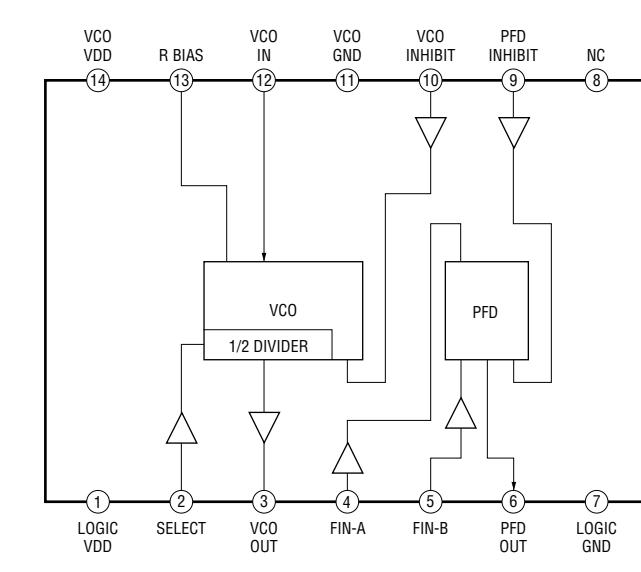 VCO
VDD
R BIAS
VCO
IN
VCO
GND
VCO
INHIBIT
PFD
INHIBIT
NC
14
13
12
11
10
9
8
VCO
1/2 DIVIDER
PFD
1
2
3
4
5
6
7
LOGIC
VDD
SELECT
VCO
OUT
FIN-A
FIN-B
PFD
OUT
LOGIC
GND